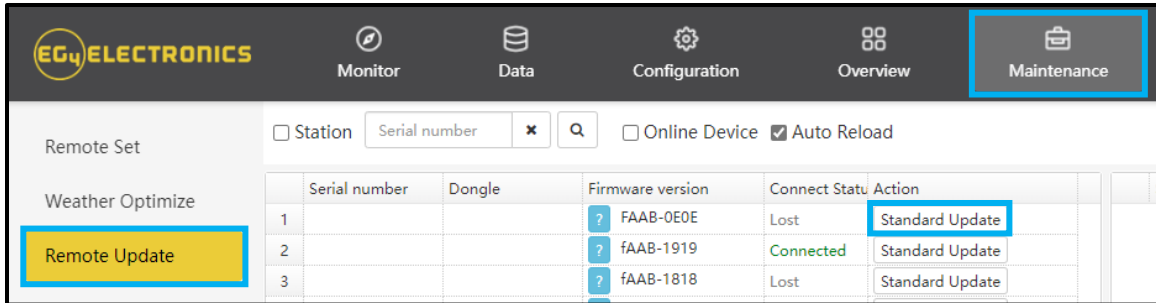 EG4 ELECTRONICS
Monitor
Data
Configuration
Overview
Maintenance
Remote Set
Weather Optimize
Remote Update
Station
Serial number
Online Device
Auto Reload
Serial number Dongle Firmware version Connect Statu Action
1 ? FAAB-0E0E Lost Standard Update
2 ? fAAB-1919 Connected Standard Update
3 ? fAAB-1818 Lost Standard Update